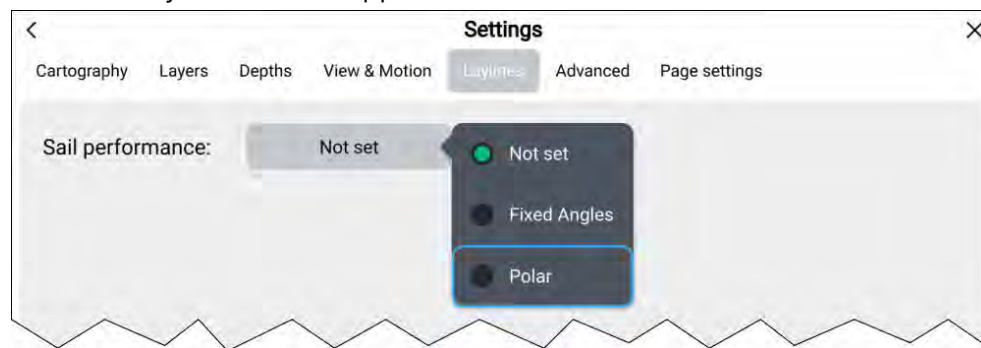 Settings
Cartography Layers Depths View & Motion Laylines Advanced Page settings
Sail performance: Not set
Not set
Fixed Angles
Polar